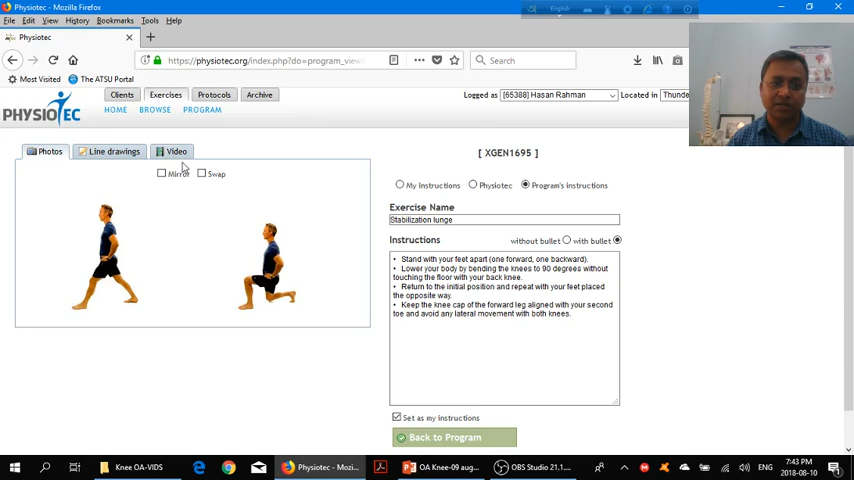 Physiotec - Mozilla Firefox
English
File Edit View History Bookmarks Tools Help
Physiotec
https://physiotec.org/index.php?do=program_view
Search
Most Visited The ATSU Portal
Clients Exercises Protocols Archive
Logged as [65388] Hasan Rahman Located in Thunde
PHYSIOTEC
HOME BROWSE PROGRAM
Photos Line drawings Video
[ XGEN1695 ]
Mirror Swap
My Instructions Physiotec Program's instructions
Exercise Name
Stabilization lunge
Instructions without bullet with bullet
• Stand with your feet apart (one forward, one backward).
• Lower your body by bending the knees to 90 degrees without
touching the floor with your back knee.
• Return to the initial position and repeat with your feet placed
the opposite way.
• Keep the knee cap of the forward leg aligned with your second
toe and avoid any lateral movement with both knees.
Set as my instructions
Back to Program
Knee OA-VIDS
Physiotec - Mozi...
OA Knee-09 aug...
OBS Studio 21.1....
ENG
7:43 PM
2018-08-10